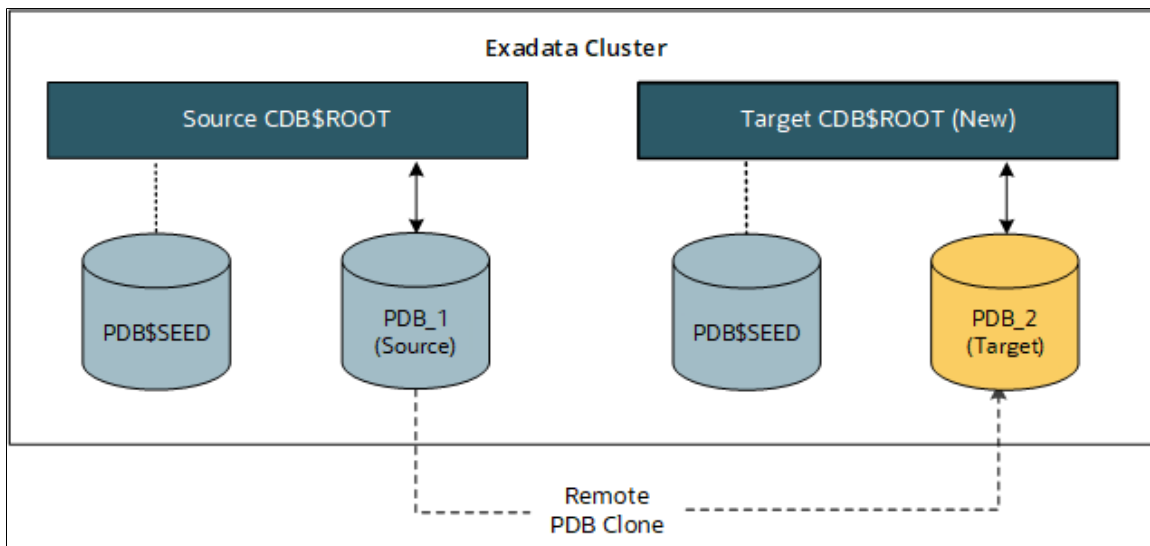 Exadata Cluster
Source CDB$ROOT
Target CDB$ROOT (New)
PDB$SEED
PDB_1
(Source)
PDB$SEED
PDB_2
(Target)
Remote
PDB Clone